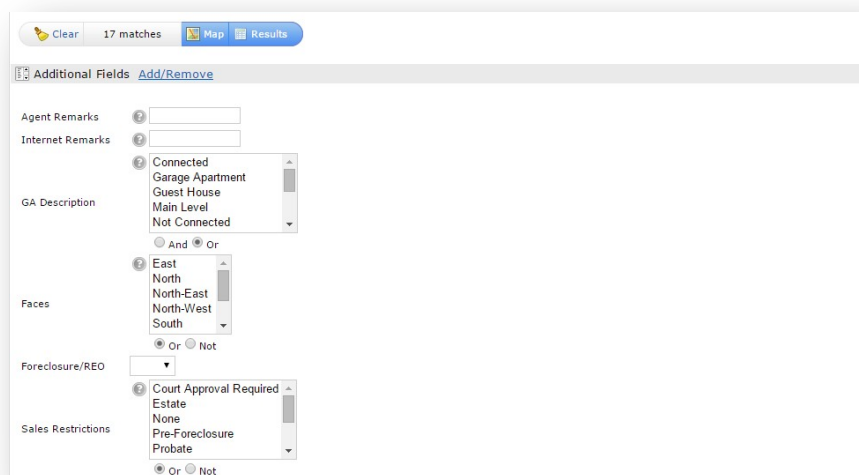 Clear 17 matches Map Results
Additional Fields Add/Remove
Agent Remarks ?
Internet Remarks ?
GA Description ? Connected
Garage Apartment
Guest House
Main Level
Not Connected
And Or
Faces ? East
North
North-East
North-West
South
Or Not
Foreclosure/REO
Sales Restrictions ? Court Approval Required
Estate
None
Pre-Foreclosure
Probate
Or Not